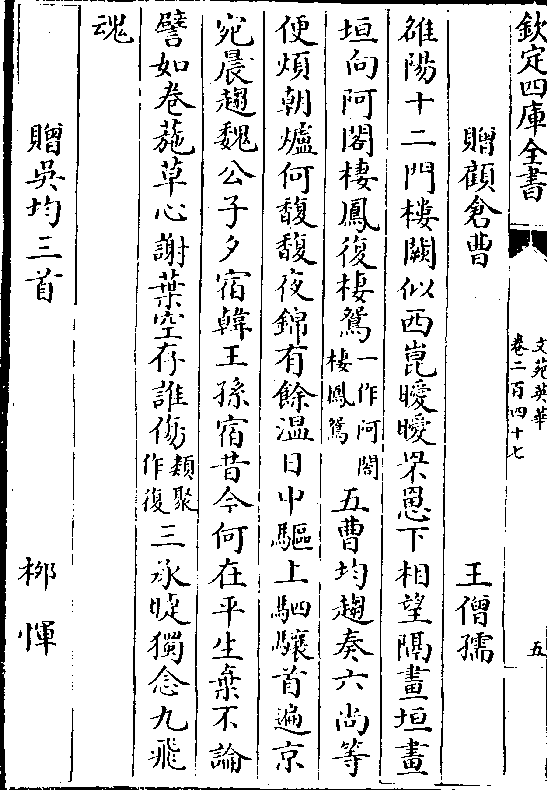 欽定四庫全書
文苑英華
卷二百四十七
五
贈顧倉曹
王僧孺
雒陽十二門樓闕似西崑曖曖罘罳下相望隔畫垣畫
垣向阿閣棲鳳復棲鴛一作阿閣
棲鳳鴛五曹均趨奏六尚等
便煩朝爐何馥馥夜錦有餘溫日中驅上駟驤首遍京
宛晨趨魏公子夕宿韓王孫宿昔今何在平生棄不論
譬如卷葹草心謝葉空存誰傷類聚
作復三永晼獨念九飛
魂
贈吳均三首
柳惲